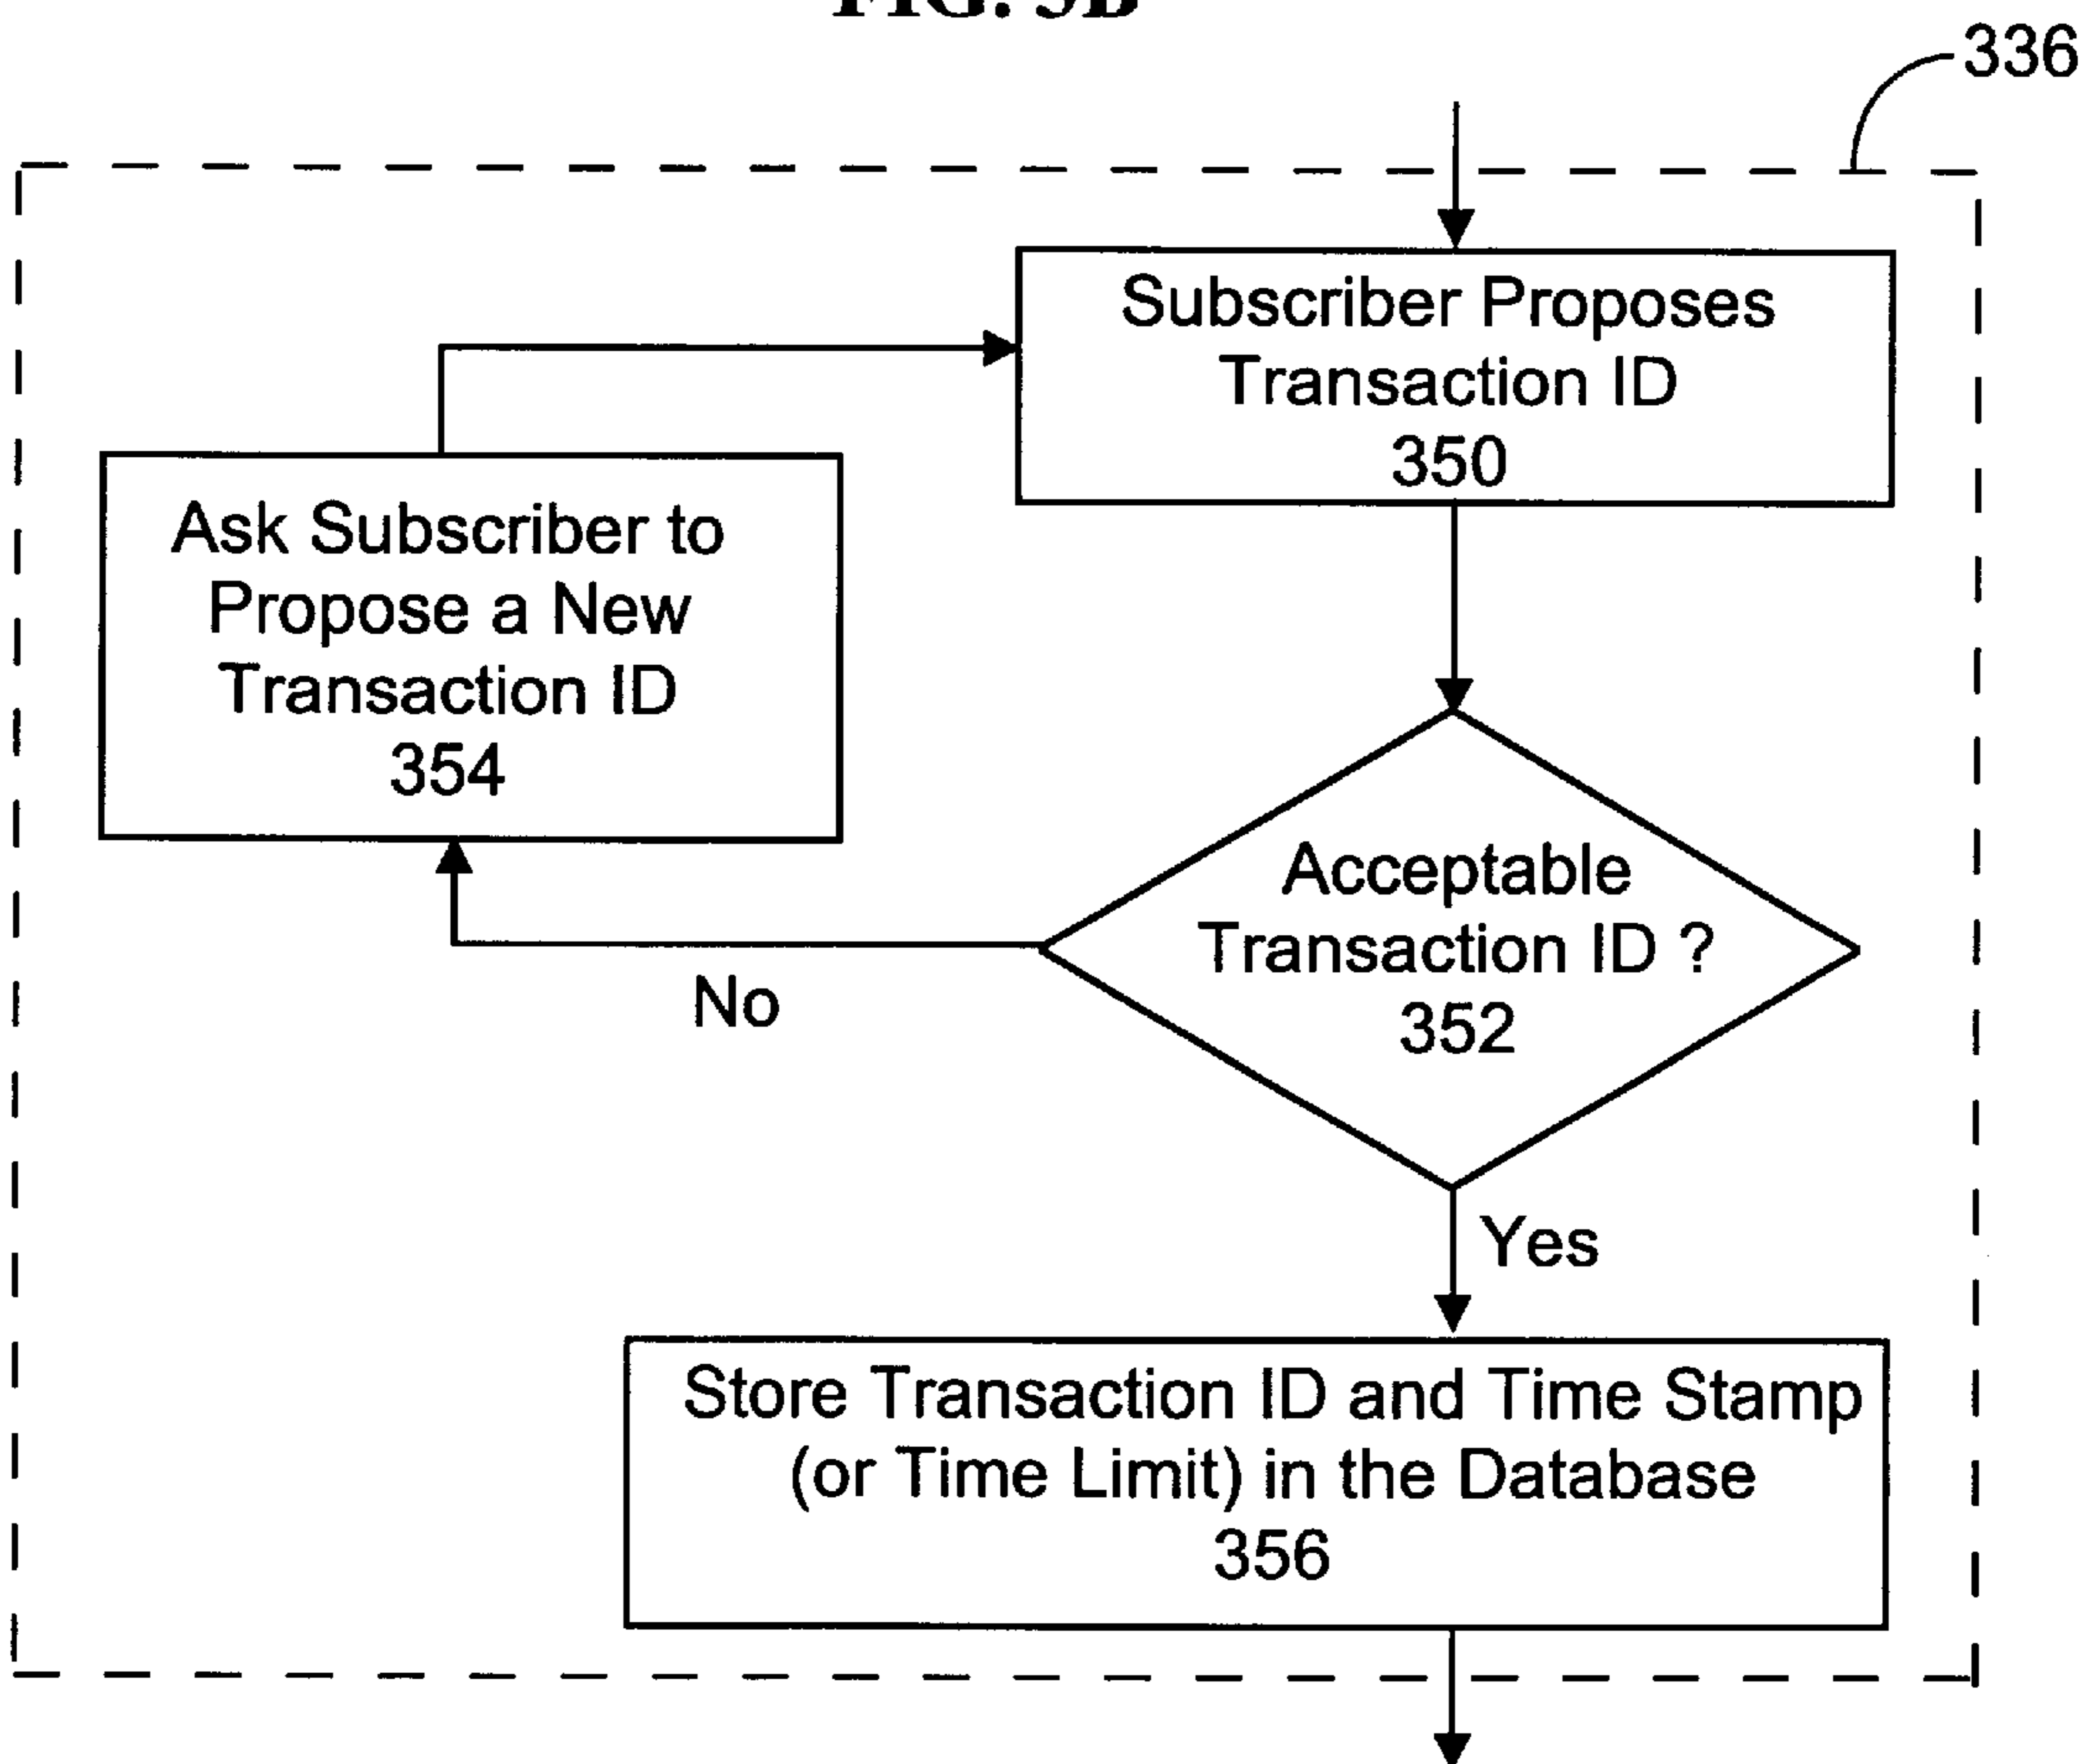 336
Subscriber Proposes
Transaction ID
350
Ask Subscriber to
Propose a New
Transaction ID
354
Acceptable
Transaction ID ?
352
No
Yes
Store Transaction ID and Time Stamp
(or Time Limit) in the Database
356